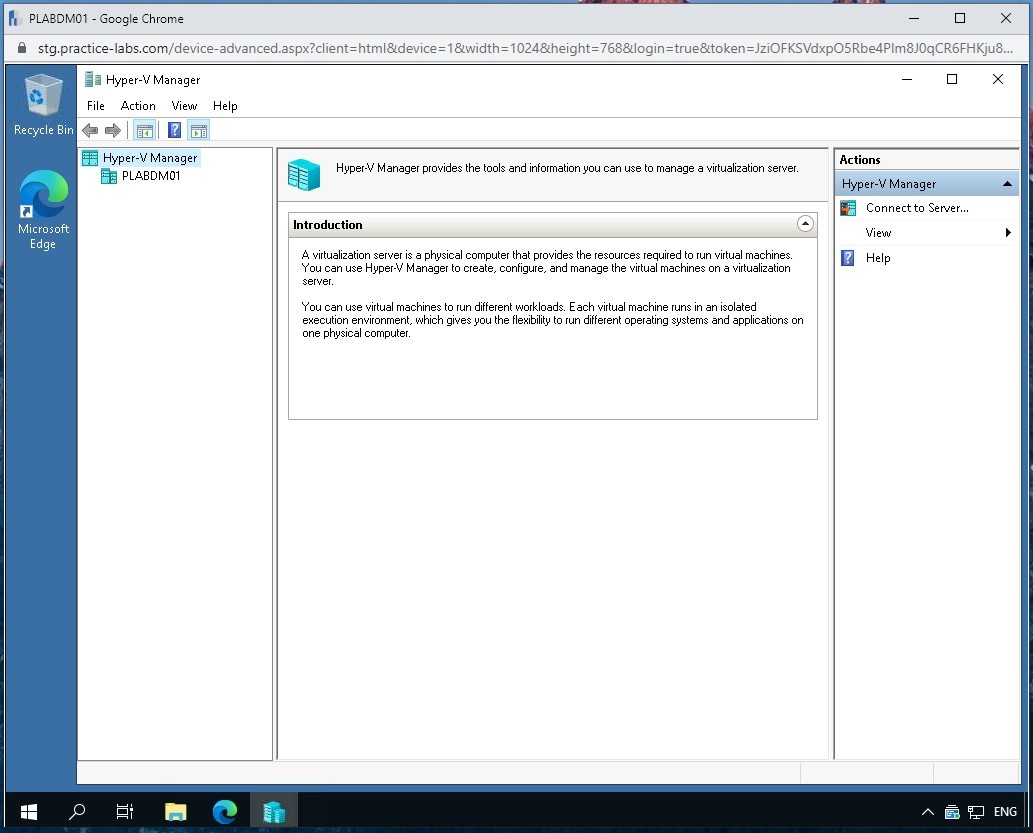 PLABDM01 - Google Chrome
stg.practice-labs.com/device-advanced.aspx?client=html&device=1&width=1024&height=768&login=true&token=JziOFKSVdxpO5Rbe4Plm8J0qCR6FHKju8...
Recycle Bin
Microsoft
Edge
Hyper-V Manager
File Action View Help
Hyper-V Manager
PLABDM01
Hyper-V Manager provides the tools and information you can use to manage a virtualization server.
Introduction
A virtualization server is a physical computer that provides the resources required to run virtual machines.
You can use Hyper-V Manager to create, configure, and manage the virtual machines on a virtualization
server.
You can use virtual machines to run different workloads. Each virtual machine runs in an isolated
execution environment, which gives you the flexibility to run different operating systems and applications on
one physical computer.
Actions
Hyper-V Manager
Connect to Server...
View
Help
ENG